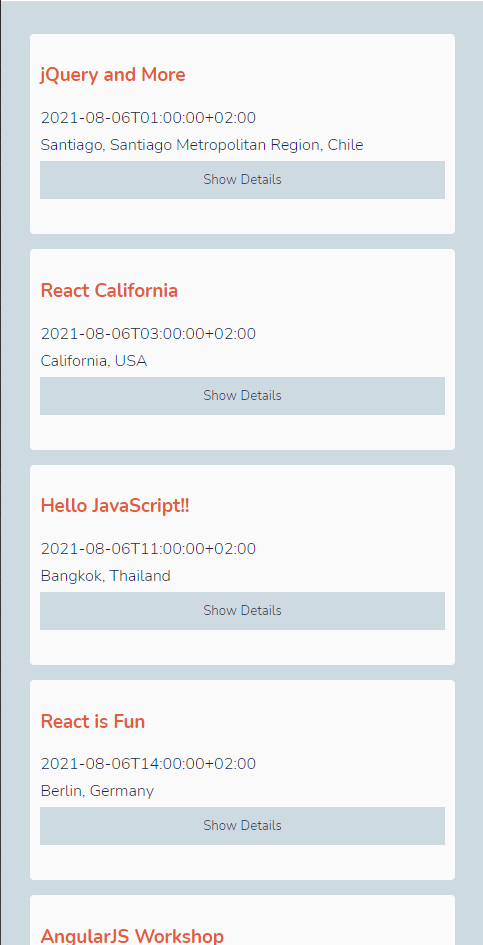 jQuery and More
2021-08-06T01:00:00+02:00
Santiago, Santiago Metropolitan Region, Chile
Show Details
React California
2021-08-06T03:00:00+02:00
California, USA
Show Details
Hello JavaScript!!
2021-08-06T11:00:00+02:00
Bangkok, Thailand
Show Details
React is Fun
2021-08-06T14:00:00+02:00
Berlin, Germany
Show Details
AngularJS Workshop